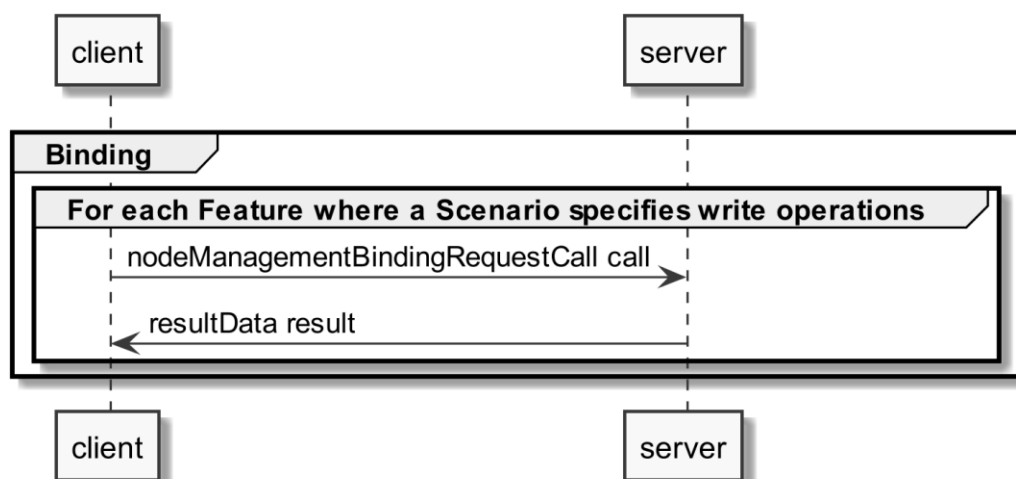 client
server
Binding
For each Feature where a Scenario specifies write operations
nodeManagementBindingRequestCall call
resultData result
client
server